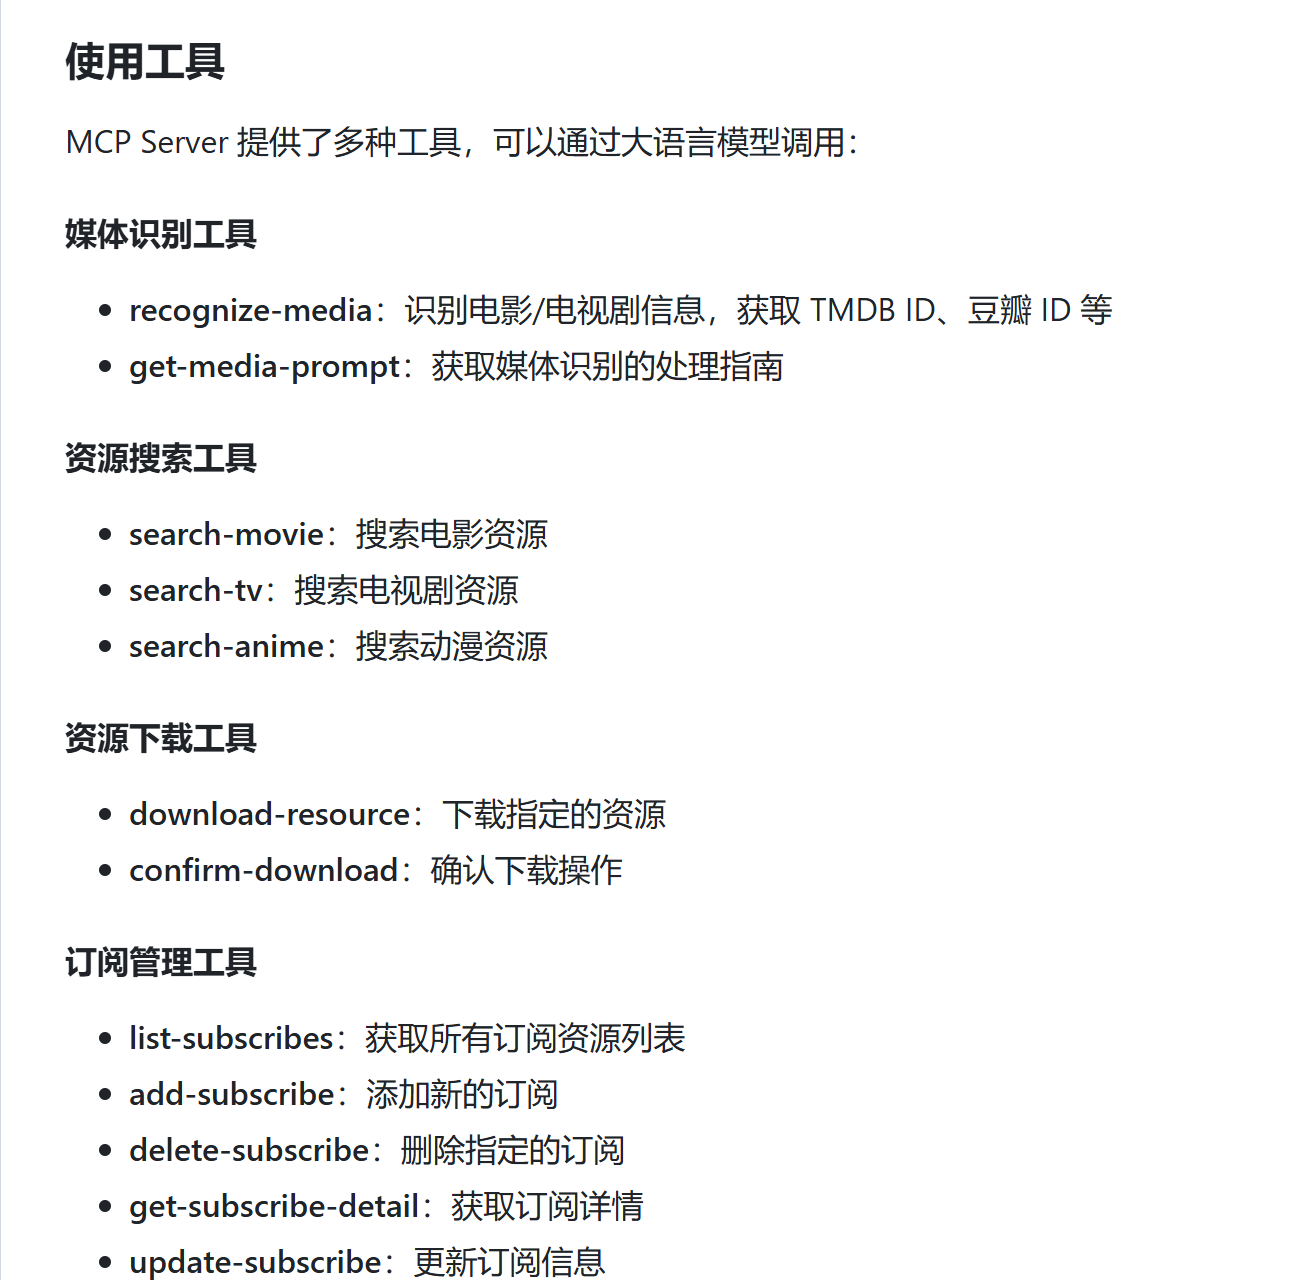 使用工具
MCP Server 提供了多种工具，可以通过大语言模型调用：
媒体识别工具
recognize-media：识别电影/电视剧信息，获取 TMDB ID、豆瓣 ID 等
get-media-prompt：获取媒体识别的处理指南
资源搜索工具
search-movie：搜索电影资源
search-tv：搜索电视剧资源
search-anime：搜索动漫资源
资源下载工具
download-resource：下载指定的资源
confirm-download：确认下载操作
订阅管理工具
list-subscribes：获取所有订阅资源列表
add-subscribe：添加新的订阅
delete-subscribe：删除指定的订阅
get-subscribe-detail：获取订阅详情
update-subscribe：更新订阅信息